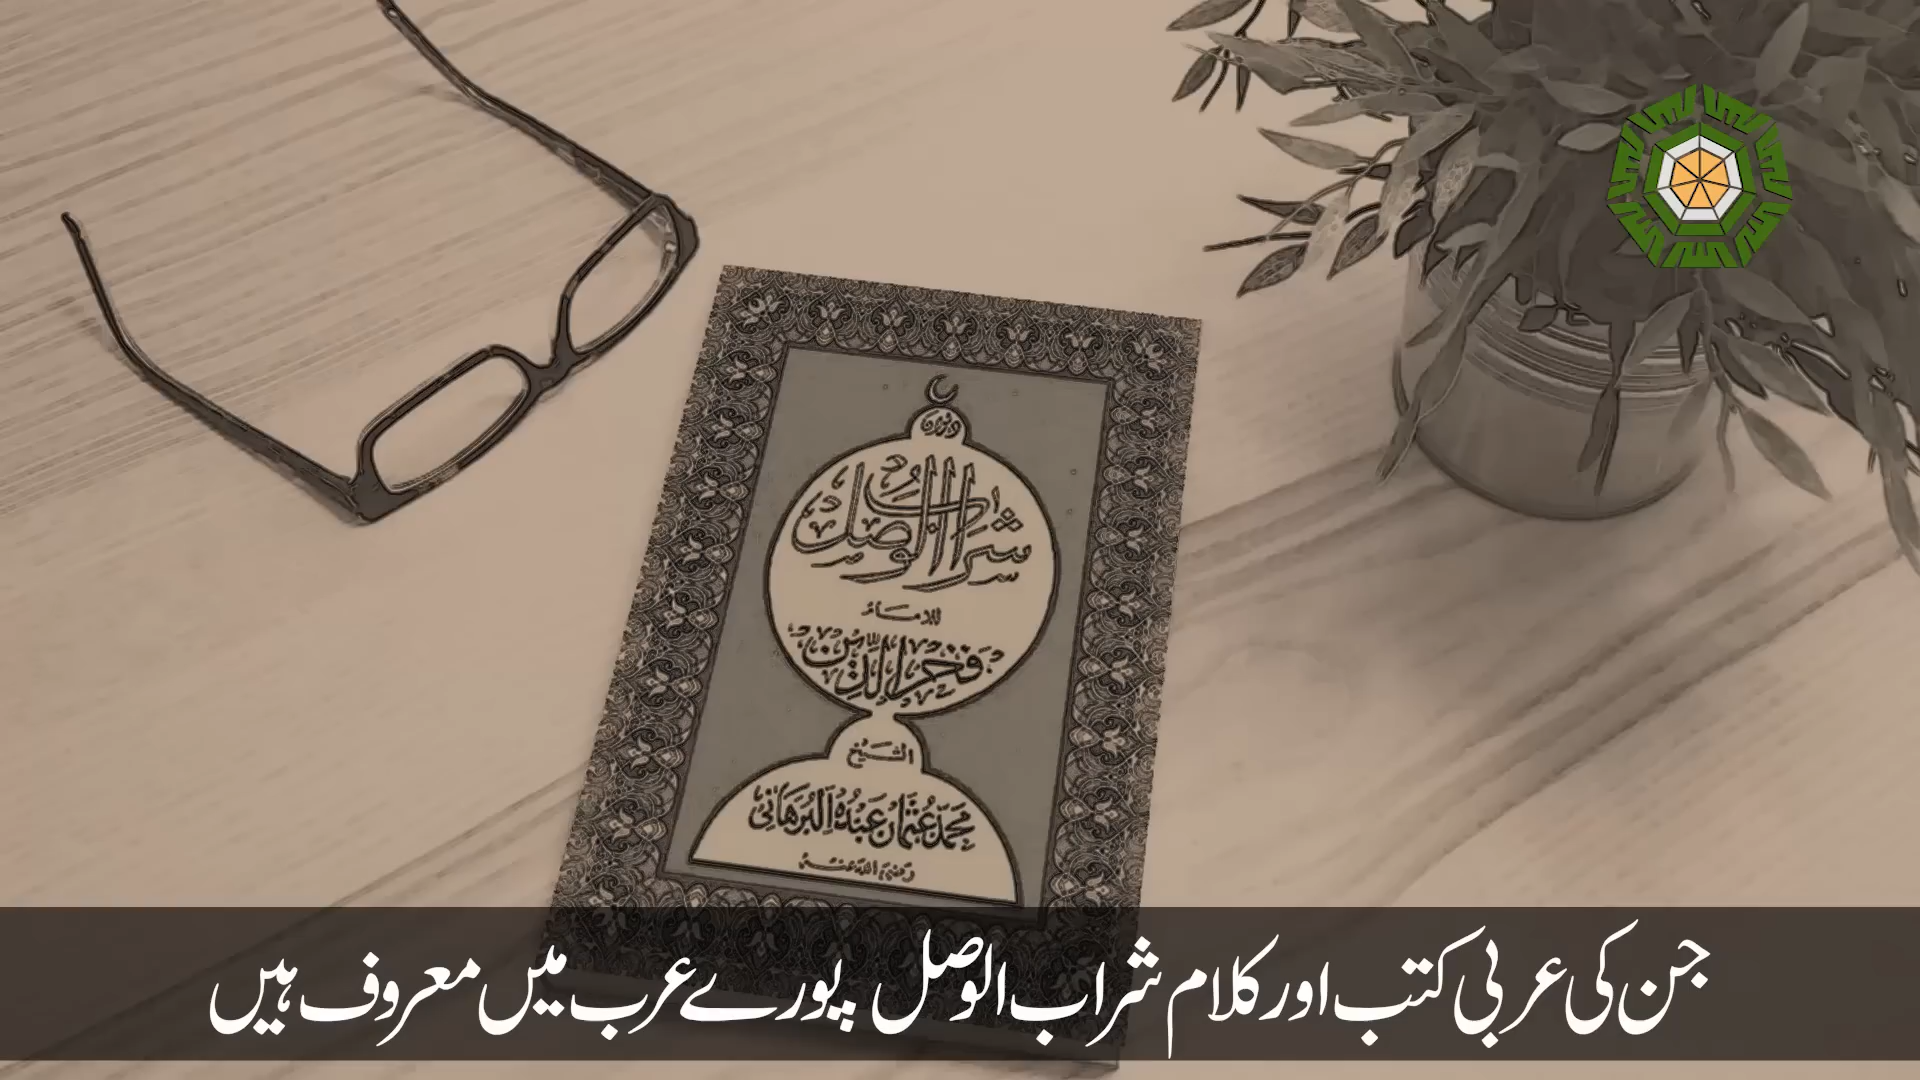 ديوان
شراب الوصل
للامام
فخر الدين
الشيخ
محمد عثمان عبده البرهاني
رضي الله عنه
جن کی عربی کتب اور کلام شراب الوصل پورے عرب میں معروف ہیں